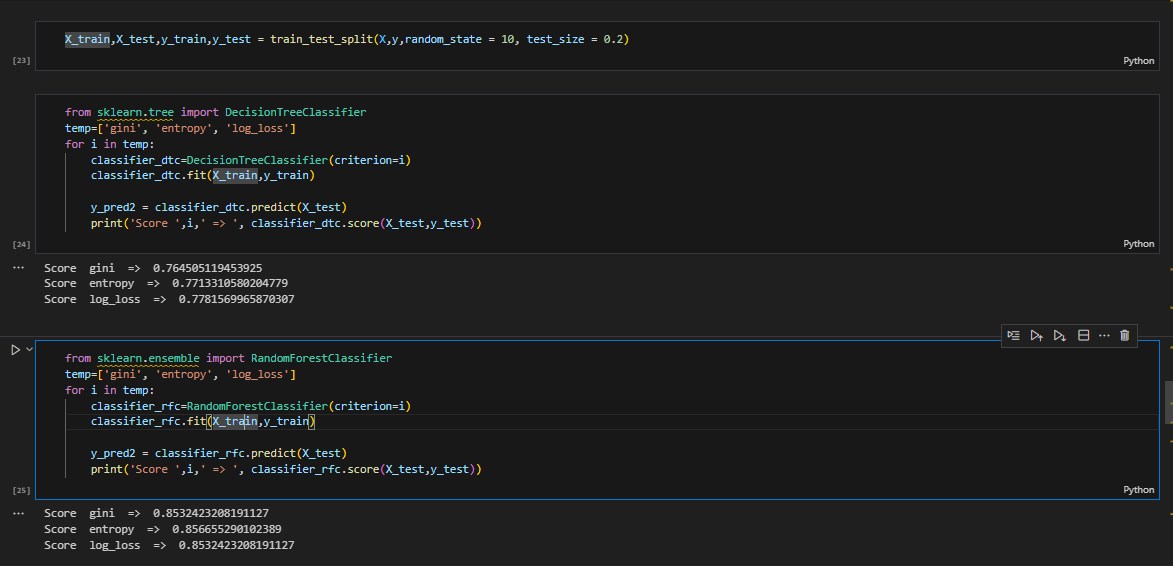 X_train,X_test,y_train,y_test = train_test_split(X,y,random_state = 10, test_size = 0.2)
[23]
Python
from sklearn.tree import DecisionTreeClassifier
temp=['gini', 'entropy', 'log_loss']
for i in temp:
    classifier_dtc=DecisionTreeClassifier(criterion=i)
    classifier_dtc.fit(X_train,y_train)
    y_pred2 = classifier_dtc.predict(X_test)
    print('Score ',i,' => ', classifier_dtc.score(X_test,y_test))
[24]
Python
Score  gini  =>  0.764505119453925
Score  entropy  =>  0.7713310580204779
Score  log_loss  =>  0.7781569965870307
from sklearn.ensemble import RandomForestClassifier
temp=['gini', 'entropy', 'log_loss']
for i in temp:
    classifier_rfc=RandomForestClassifier(criterion=i)
    classifier_rfc.fit(X_train,y_train)
    y_pred2 = classifier_rfc.predict(X_test)
    print('Score ',i,' => ', classifier_rfc.score(X_test,y_test))
[25]
Python
Score  gini  =>  0.8532423208191127
Score  entropy  =>  0.856655290102389
Score  log_loss  =>  0.8532423208191127